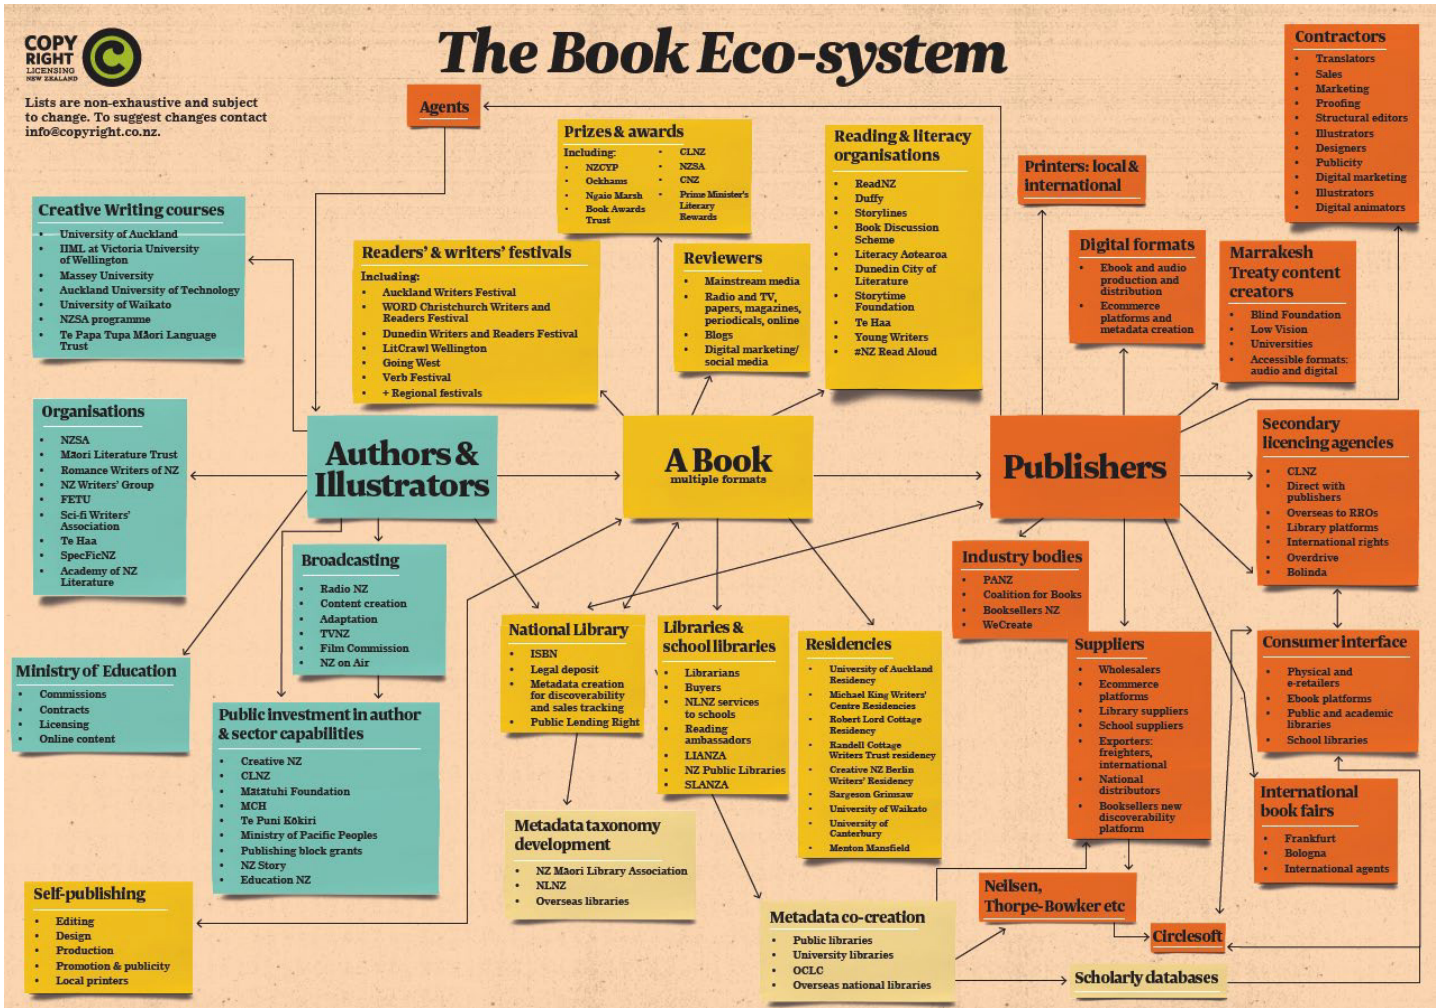 COPY
RIGHT
LICENSING
NEW ZEALAND
The Book Eco-system
Lists are non-exhaustive and subject
to change. To suggest changes contact
info@copyright.co.nz.
Agents
Prizes & awards
Including:
• NZCYP
• Ockhams
• Ngaio Marsh
• Book Awards
Trust
• CLNZ
• NZSA
• CNZ
• Prime Minister's
Literary
Rewards
Reading & literacy
organisations
• ReadNZ
• Duffy
• Storylines
• Book Discussion
Scheme
• Literacy Aotearoa
• Dunedin City of
Literature
• Storytime
Foundation
• Te Haa
• Young Writers
• #NZ Read Aloud
Printers: local &
international
Contractors
• Translators
• Sales
• Marketing
• Proofing
• Structural editors
• Illustrators
• Designers
• Publicity
• Digital marketing
• Illustrators
• Digital animators
Creative Writing courses
• University of Auckland
• IIML at Victoria University
of Wellington
• Massey University
• Auckland University of Technology
• University of Waikato
• NZSA programme
• Te Papa Tupa Māori Language
Trust
Readers' & writers' festivals
Including:
• Auckland Writers Festival
• WORD Christchurch Writers and
Readers Festival
• Dunedin Writers and Readers Festival
• LitCrawl Wellington
• Going West
• Verb Festival
• + Regional festivals
Reviewers
• Mainstream media
• Radio and TV,
papers, magazines,
periodicals, online
• Blogs
• Digital marketing/
social media
Digital formats
• Ebook and audio
production and
distribution
• Ecommerce
platforms and
metadata creation
Marrakesh
Treaty content
creators
• Blind Foundation
• Low Vision
• Universities
• Accessible formats:
audio and digital
Organisations
• NZSA
• Māori Literature Trust
• Romance Writers of NZ
• NZ Writers' Group
• FETU
• Sci-fi Writers'
Association
• Te Haa
• SpecFicNZ
• Academy of NZ
Literature
Authors &
Illustrators
A Book
multiple formats
Publishers
Secondary
licencing agencies
• CLNZ
• Direct with
publishers
• Overseas to RROs
• Library platforms
• International rights
• Overdrive
• Bolinda
Broadcasting
• Radio NZ
• Content creation
• Adaptation
• TVNZ
• Film Commission
• NZ on Air
Industry bodies
• PANZ
• Coalition for Books
• Booksellers NZ
• WeCreate
National Library
• ISBN
• Legal deposit
• Metadata creation
for discoverability
and sales tracking
• Public Lending Right
Libraries &
school libraries
• Librarians
• Buyers
• NLNZ services
to schools
• Reading
ambassadors
• LIANZA
• NZ Public Libraries
• SLANZA
Residencies
• University of Auckland
Residency
• Michael King Writers'
Centre Residencies
• Robert Lord Cottage
Residency
• Randell Cottage
Writers Trust residency
• Creative NZ Berlin
Writers' Residency
• Sargeson Grimsaw
• University of Waikato
• University of
Canterbury
• Menton Mansfield
Suppliers
• Wholesalers
• Ecommerce
platforms
• Library suppliers
• School suppliers
• Exporters:
freighters,
international
• National
distributors
• Booksellers new
discoverability
platform
Consumer interface
• Physical and
e-retailers
• Ebook platforms
• Public and academic
libraries
• School libraries
Ministry of Education
• Commissions
• Contracts
• Licensing
• Online content
Public investment in author
& sector capabilities
• Creative NZ
• CLNZ
• Mātātuhi Foundation
• MCH
• Te Puni Kōkiri
• Ministry of Pacific Peoples
• Publishing block grants
• NZ Story
• Education NZ
International
book fairs
• Frankfurt
• Bologna
• International agents
Metadata taxonomy
development
• NZ Māori Library Association
• NLNZ
• Overseas libraries
Self-publishing
• Editing
• Design
• Production
• Promotion & publicity
• Local printers
Neilsen,
Thorpe-Bowker etc
Metadata co-creation
• Public libraries
• University libraries
• OCLC
• Overseas national libraries
Circlesoft
Scholarly databases